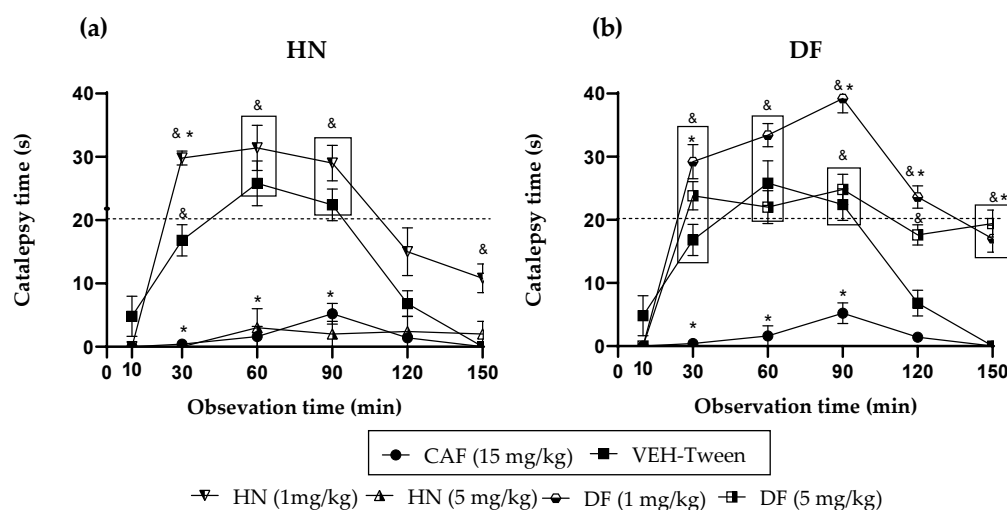 (a)
HN
Catalepsy time (s)
40
30
20
10
0
& *
&
&
&
&
*
*
*
0 10 30 60 90 120 150
Obsevation time (min)
(b)
DF
Catalepsy time (s)
40
30
20
10
0
&
*
&
& *
&
& *
&
&*
*
*
*
0 10 30 60 90 120 150
Observation time (min)
CAF (15 mg/kg) VEH-Tween
HN (1mg/kg) HN (5 mg/kg) DF (1 mg/kg) DF (5 mg/kg)